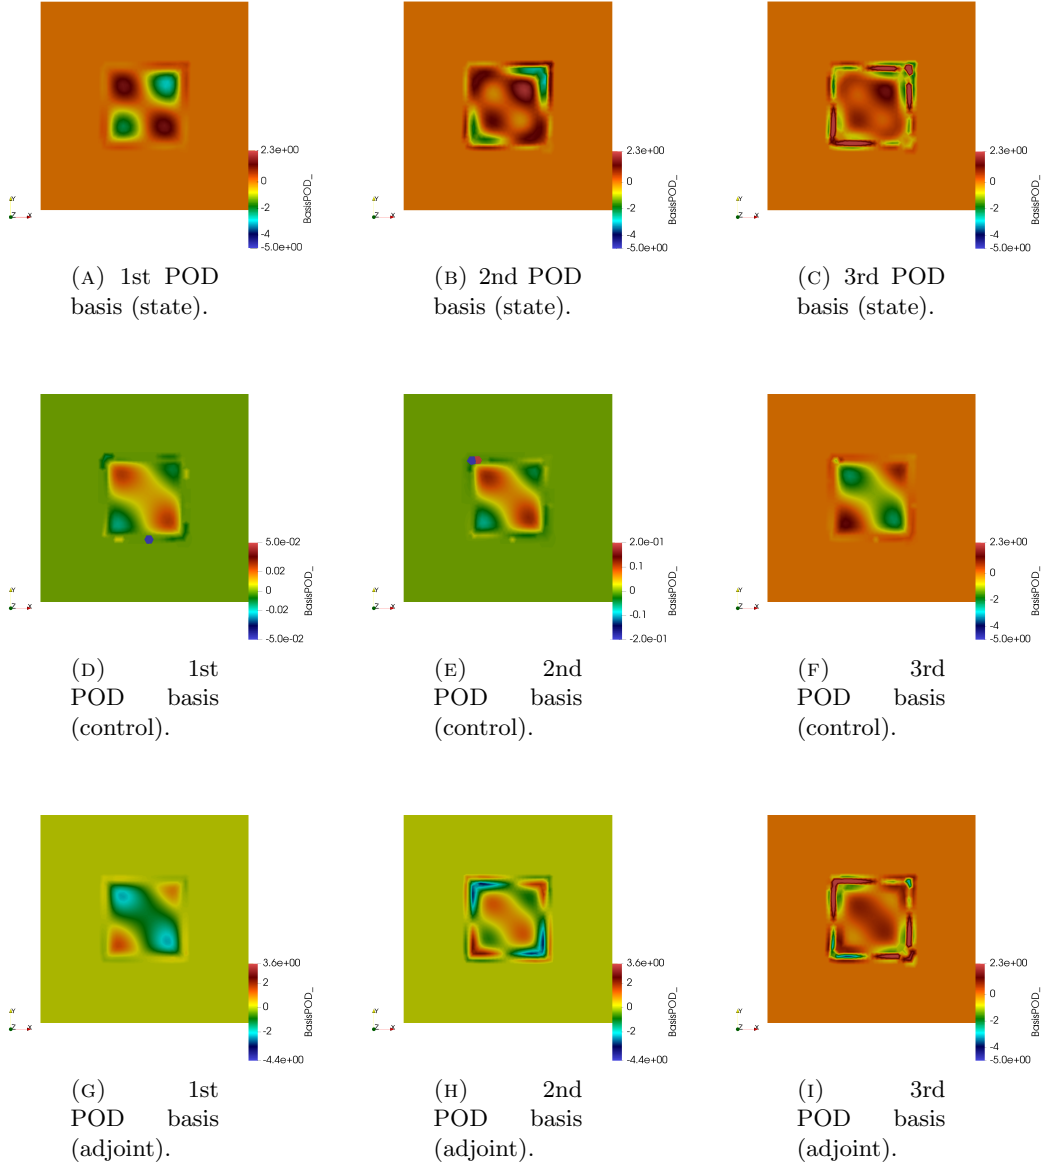 2.3e+00
0
-2
-4
-5.0e+00
BasisPOD_
Y
Z X
2.3e+00
0
-2
-4
-5.0e+00
BasisPOD_
Y
Z X
2.3e+00
0
-2
-4
-5.0e+00
BasisPOD_
Y
Z X
(A) 1st POD
basis (state).
(B) 2nd POD
basis (state).
(C) 3rd POD
basis (state).
5.0e-02
0.02
0
-0.02
-5.0e-02
BasisPOD_
Y
Z X
2.0e-01
0.1
0
-0.1
-2.0e-01
BasisPOD_
Y
Z X
2.3e+00
0
-2
-4
-5.0e+00
BasisPOD_
Y
Z X
(D) 1st
POD basis
(control).
(E) 2nd
POD basis
(control).
(F) 3rd
POD basis
(control).
3.6e+00
2
0
-2
-4.4e+00
BasisPOD_
Y
Z X
3.6e+00
2
0
-2
-4.4e+00
BasisPOD_
Y
Z X
2.3e+00
0
-2
-4
-5.0e+00
BasisPOD_
Y
Z X
(G) 1st
POD basis
(adjoint).
(H) 2nd
POD basis
(adjoint).
(I) 3rd
POD basis
(adjoint).